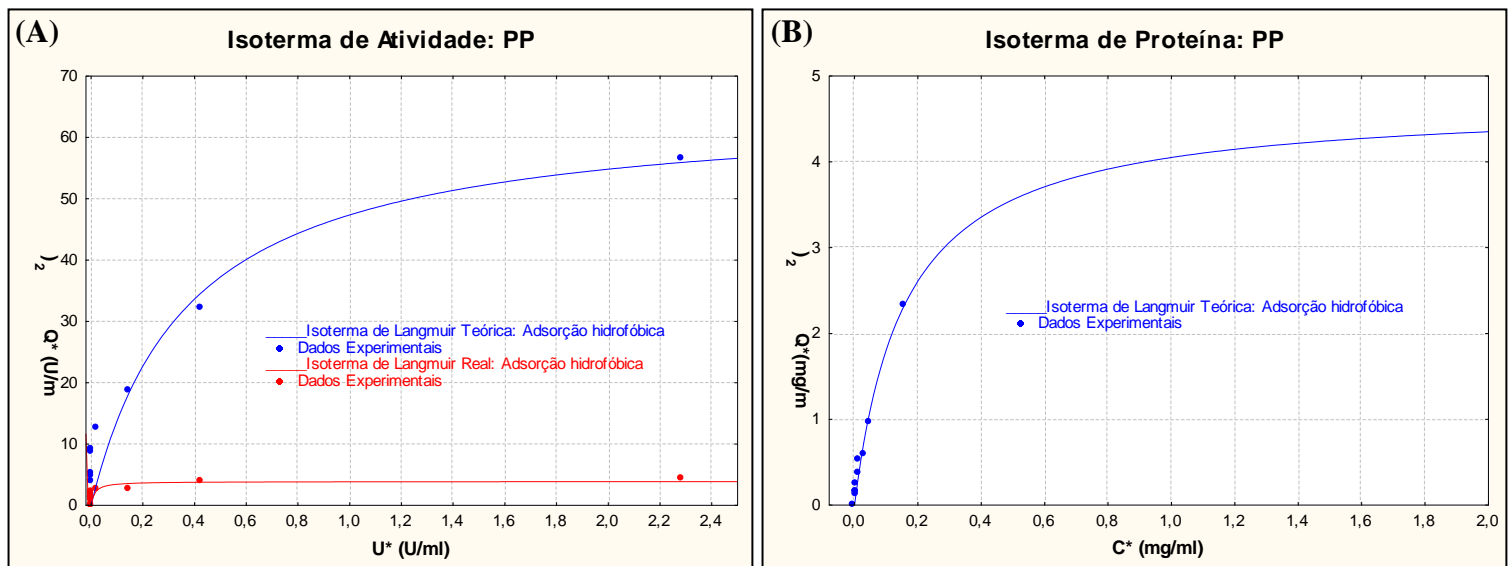 (A)
Isoterma de Atividade: PP
70
60
50
40
30
20
10
0
Q* (U/m
2
)
____Isoterma de Langmuir Teórica: Adsorção hidrofóbica
Dados Experimentais
____Isoterma de Langmuir Real: Adsorção hidrofóbica
Dados Experimentais
0,0 0,2 0,4 0,6 0,8 1,0 1,2 1,4 1,6 1,8 2,0 2,2 2,4
U* (U/ml)
(B)
Isoterma de Proteína: PP
5
4
3
2
1
0
Q*(mg/m
2
)
____Isoterma de Langmuir Teórica: Adsorção hidrofóbica
Dados Experimentais
0,0 0,2 0,4 0,6 0,8 1,0 1,2 1,4 1,6 1,8 2,0
C* (mg/ml)